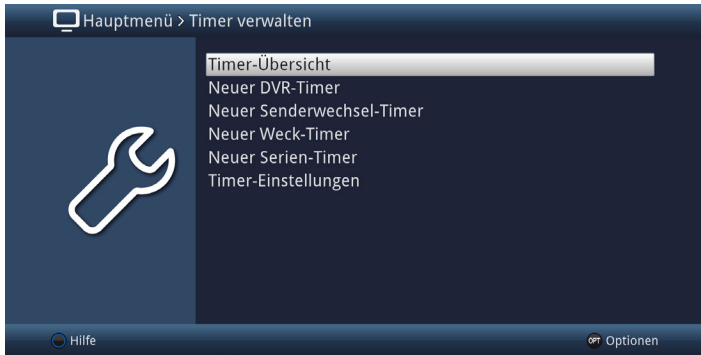 Hauptmenü > Timer verwalten
Timer-Übersicht
Neuer DVR-Timer
Neuer Senderwechsel-Timer
Neuer Weck-Timer
Neuer Serien-Timer
Timer-Einstellungen
Hilfe
OPT Optionen